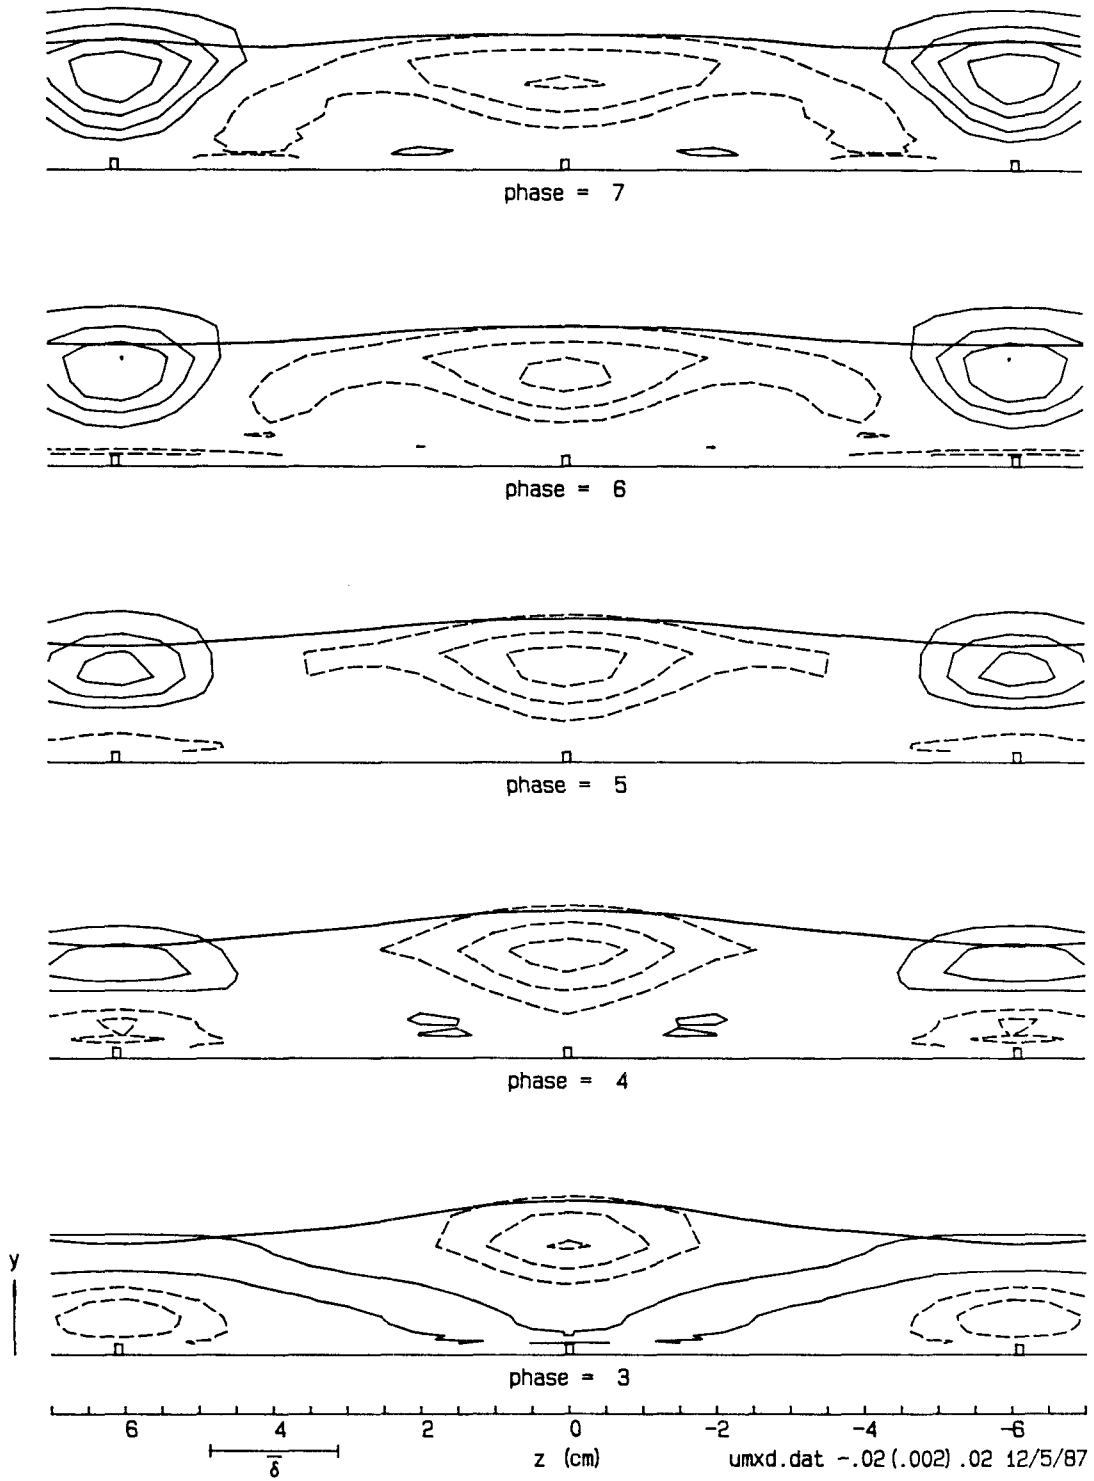 phase = 7
phase = 6
phase = 5
phase = 4
y
phase = 3
6 4 2 0 -2 -4 -6
δ̅ z (cm) umxd.dat -.02 (.002) .02 12/5/87